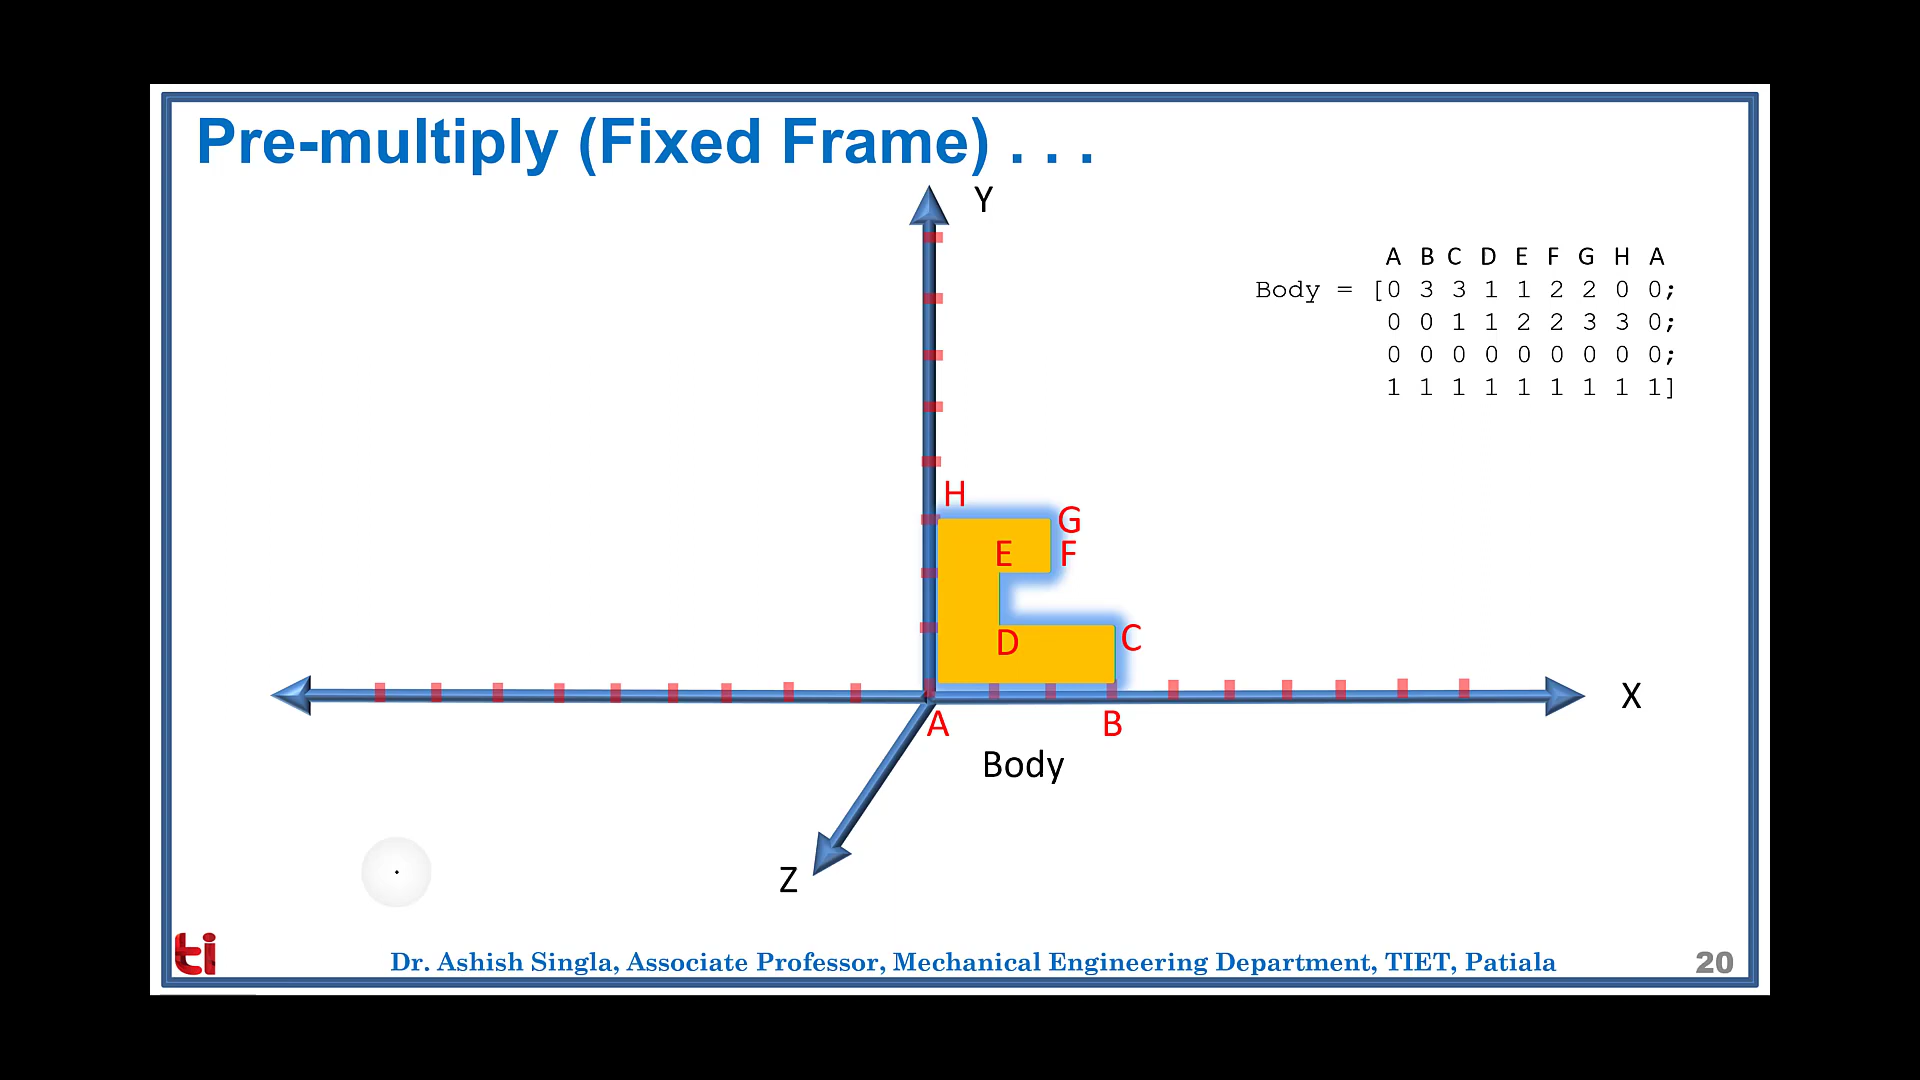 Pre-multiply (Fixed Frame) . . .
Y
A B C D E F G H A
Body = [0 3 3 1 1 2 2 0 0;
0 0 1 1 2 2 3 3 0;
0 0 0 0 0 0 0 0 0;
1 1 1 1 1 1 1 1 1]
H
G
E F
D C
X
A B
Body
Z
ti
Dr. Ashish Singla, Associate Professor, Mechanical Engineering Department, TIET, Patiala
20